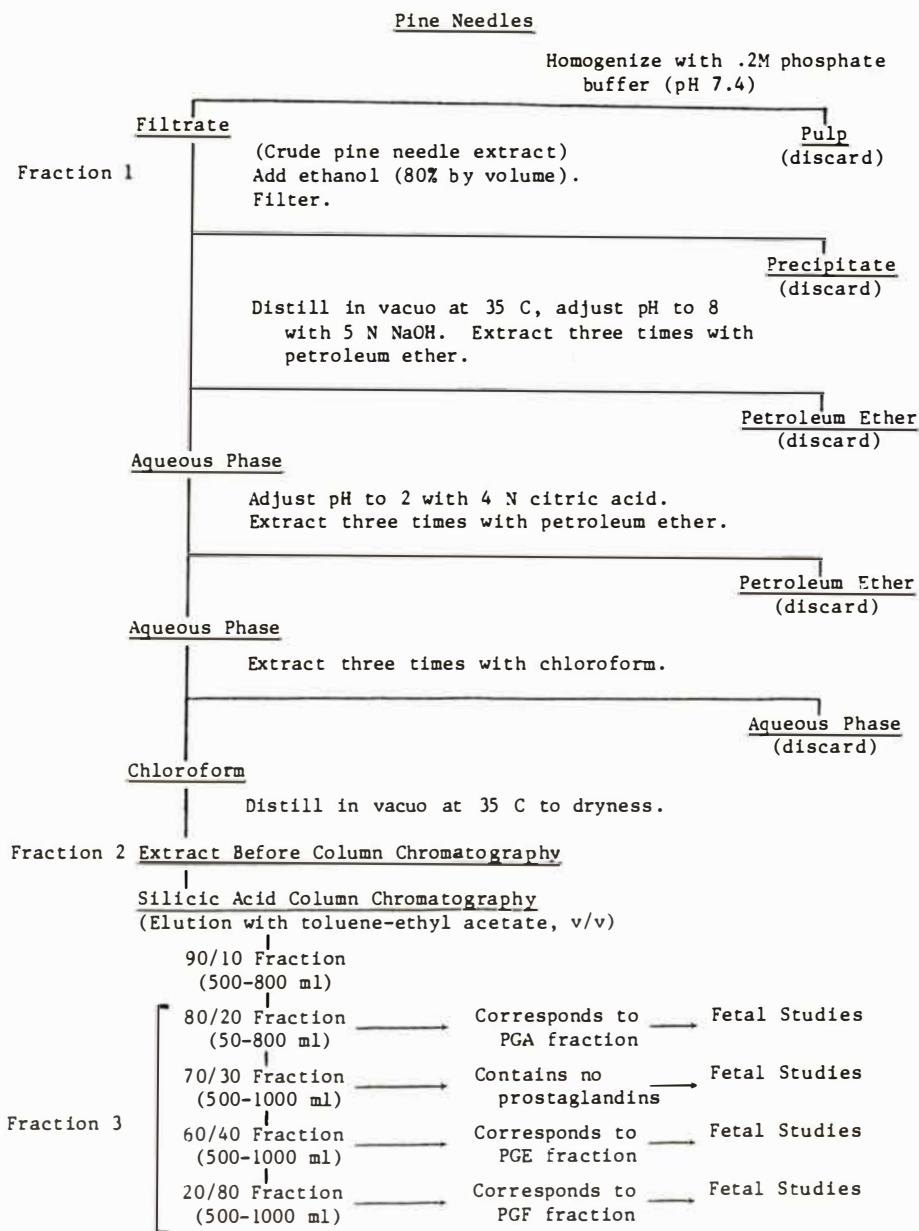 Pine Needles
Homogenize with .2M phosphate
buffer (pH 7.4)
Filtrate
Pulp
(discard)
Fraction 1
(Crude pine needle extract)
Add ethanol (80% by volume).
Filter.
Precipitate
(discard)
Distill in vacuo at 35 C, adjust pH to 8
with 5 N NaOH. Extract three times with
petroleum ether.
Petroleum Ether
(discard)
Aqueous Phase
Adjust pH to 2 with 4 N citric acid.
Extract three times with petroleum ether.
Petroleum Ether
(discard)
Aqueous Phase
Extract three times with chloroform.
Aqueous Phase
(discard)
Chloroform
Distill in vacuo at 35 C to dryness.
Fraction 2 Extract Before Column Chromatography
Silicic Acid Column Chromatography
(Elution with toluene-ethyl acetate, v/v)
90/10 Fraction
(500-800 ml)
80/20 Fraction Corresponds to Fetal Studies
(50-800 ml) PGA fraction
70/30 Fraction Contains no Fetal Studies
(500-1000 ml) prostaglandins
Fraction 3
60/40 Fraction Corresponds to Fetal Studies
(500-1000 ml) PGE fraction
20/80 Fraction Corresponds to Fetal Studies
(500-1000 ml) PGF fraction